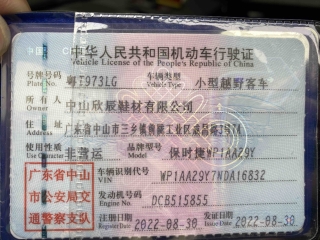 中华人民共和国机动车行驶证
Vehicle License of the People's Republic of China
号牌号码 粤T973LG 车辆类型 小型越野客车
Plate No. Vehicle Type
所有人 中山欣辰鞋材有限公司
Owner
住址 广东省中山市三乡镇 工业区 3号
使用性质 非营运 品牌型号 保时捷WP1AA29Y
Use Character Model
广东省中山 车辆识别代号 WP1AA29Y7NDA16832
VIN
市公安局交 发动机号码 DCB515855
Engine No.
通警察支队 注册日期 2022-08-30 发证日期 2022-08-30
Register Date Issue Date